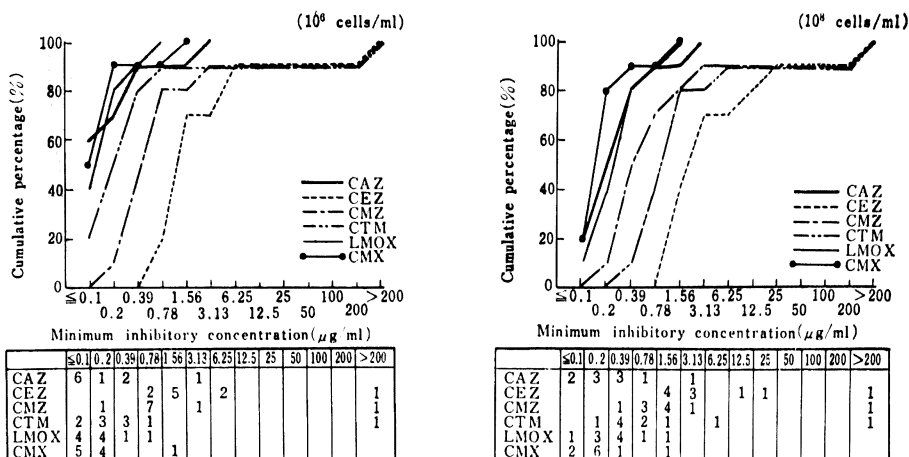 (10⁶ cells/ml)
Cumulative percentage(%)
100
80
60
40
20
0
CAZ
CEZ
CMZ
CTM
LMOX
CMX
≦0.1 0.39 1.56 6.25 25 100 >200
0.2 0.78 3.13 12.5 50 200
Minimum inhibitory concentration(μg/ml)
≦0.1 0.2 0.39 0.78 1.56 3.13 6.25 12.5 25 50 100 200 >200
CAZ 6 1 2 1
CEZ 2 5 2 1
CMZ 1 7 1 1
CTM 2 3 3 1 1
LMOX 4 4 1 1
CMX 5 4 1
(10⁸ cells/ml)
Cumulative percentage(%)
100
80
60
40
20
0
CAZ
CEZ
CMZ
CTM
LMOX
CMX
≦0.1 0.39 1.56 6.25 25 100 >200
0.2 0.78 3.13 12.5 50 200
Minimum inhibitory concentration(μg/ml)
≦0.1 0.2 0.39 0.78 1.56 3.13 6.25 12.5 25 50 100 200 >200
CAZ 2 3 3 1 1
CEZ 4 3 1 1 1
CMZ 1 3 4 1 1
CTM 1 4 2 1 1 1
LMOX 1 3 4 1 1
CMX 2 6 1 1